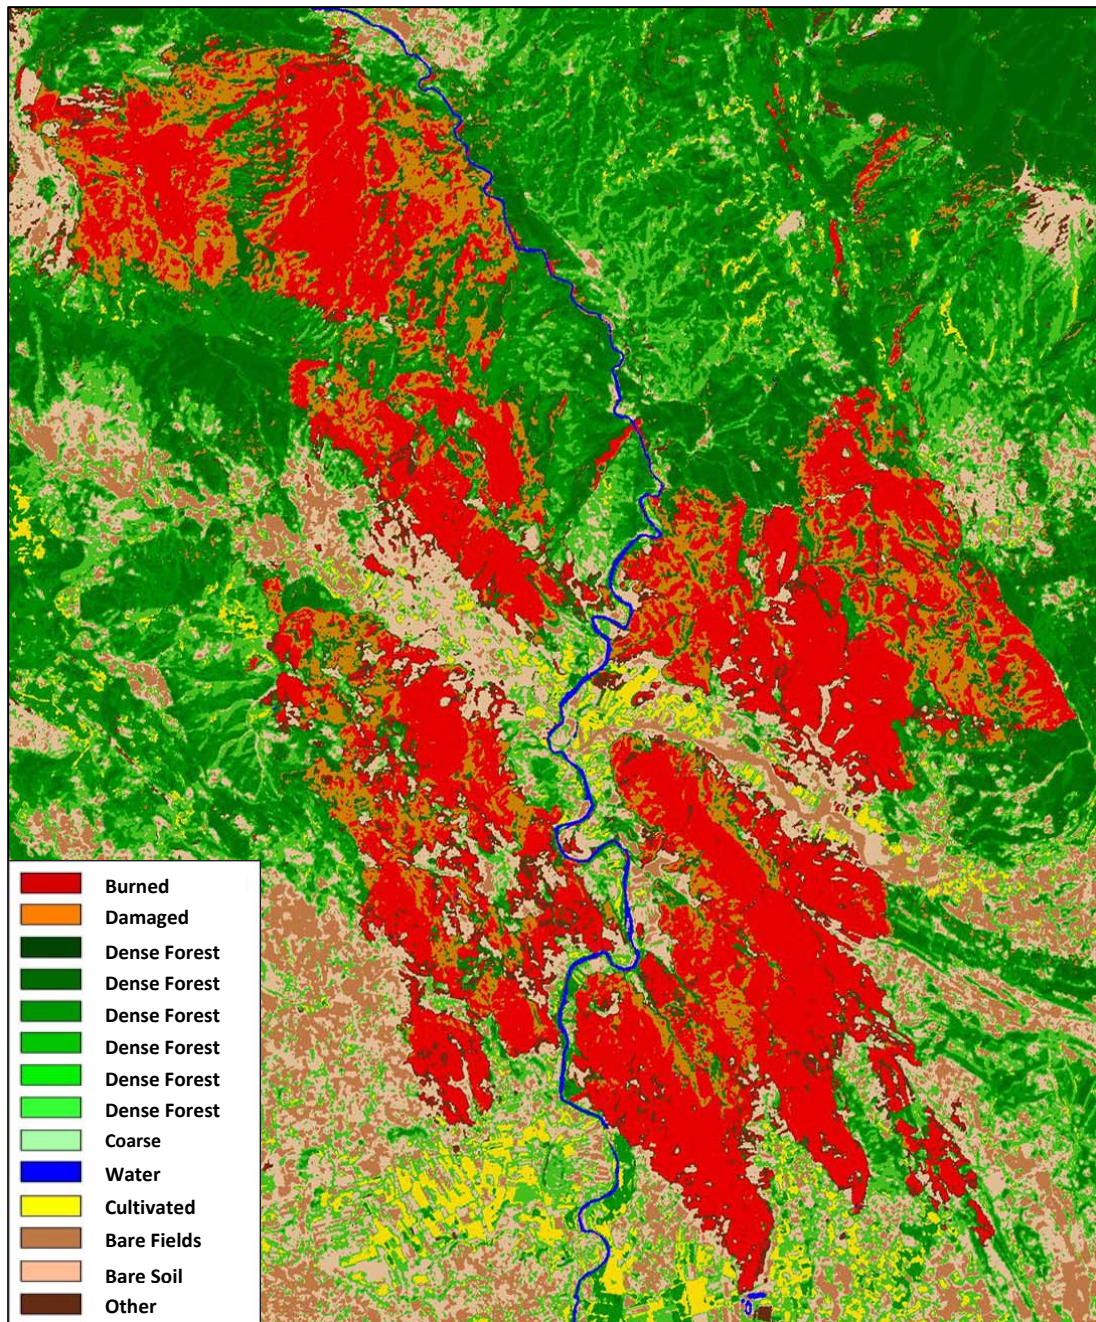 Burned
Damaged
Dense Forest
Dense Forest
Dense Forest
Dense Forest
Dense Forest
Dense Forest
Coarse
Water
Cultivated
Bare Fields
Bare Soil
Other